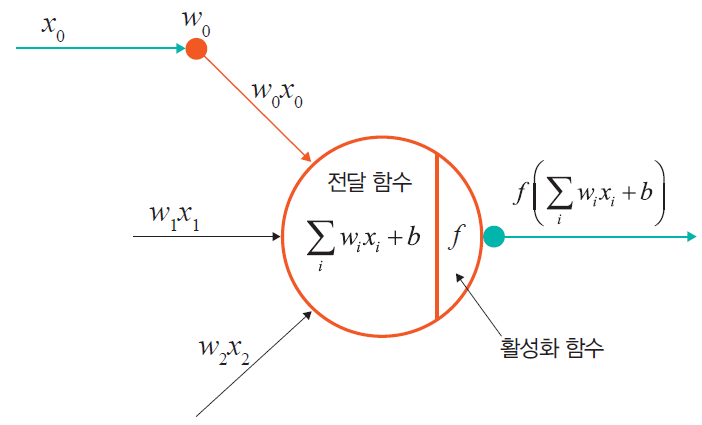 x₀
w₀
w₀x₀
전달 함수
f(∑ᵢ wᵢxᵢ + b)
w₁x₁
∑ᵢ wᵢxᵢ + b
f
w₂x₂
활성화 함수